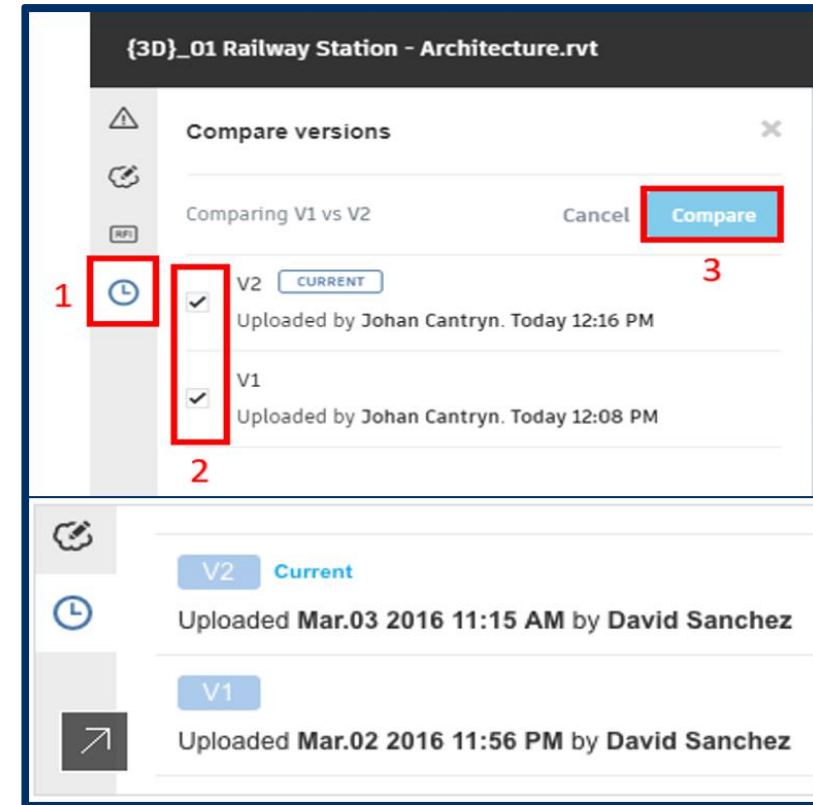 {3D}_01 Railway Station - Architecture.rvt
Compare versions
Comparing V1 vs V2 Cancel Compare
3
RFI
1
V2 CURRENT
Uploaded by Johan Cantryn. Today 12:16 PM
V1
Uploaded by Johan Cantryn. Today 12:08 PM
2
V2 Current
Uploaded Mar.03 2016 11:15 AM by David Sanchez
V1
Uploaded Mar.02 2016 11:56 PM by David Sanchez